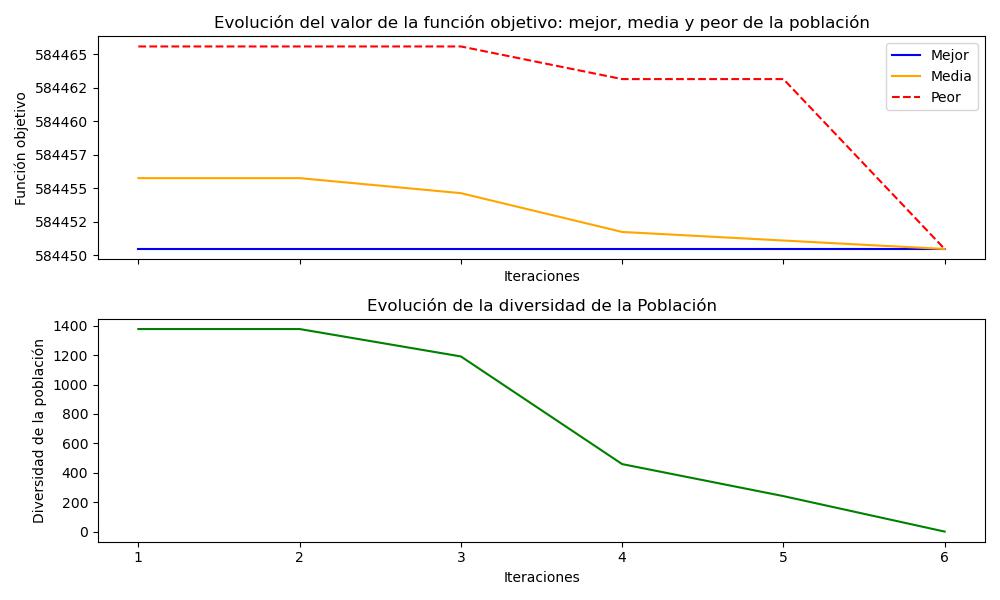 Evolución del valor de la función objetivo: mejor, media y peor de la población
Función objetivo
584465
584462
584460
584457
584455
584452
584450
Mejor
Media
Peor
Iteraciones
Evolución de la diversidad de la Población
Diversidad de la población
1400
1200
1000
800
600
400
200
0
1 2 3 4 5 6
Iteraciones